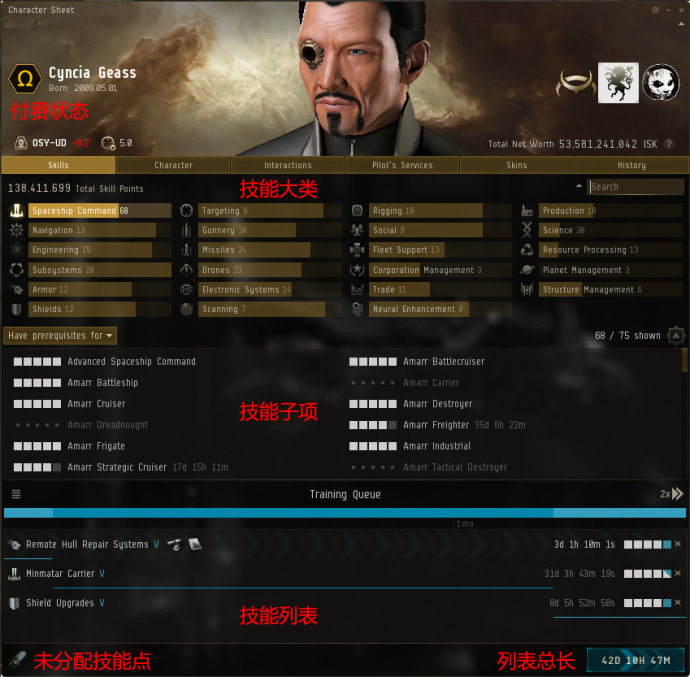 Character Sheet
Ω Cyncia Geass
Born: 2009.05.01
付费状态
OSY-UD -0.2 5.0
Total Net Worth 53,581,241,042 ISK ?
Skills Character Interactions Pilot's Services Skins History
138,411,699 Total Skill Points 技能大类 Search
Spaceship Command 68 Targeting 8 Rigging 10 Production 10
Navigation 13 Gunnery 38 Social 9 Science 30
Engineering 15 Missiles 24 Fleet Support 13 Resource Processing 13
Subsystems 20 Drones 23 Corporation Management 3 Planet Management 3
Armor 12 Electronic Systems 14 Trade 11 Structure Management 6
Shields 12 Scanning 7 Neural Enhancement 8
Have prerequisites for 68 / 75 shown
Advanced Spaceship Command Amarr Battlecruiser
Amarr Battleship Amarr Carrier
Amarr Cruiser Amarr Destroyer
技能子项
Amarr Dreadnought Amarr Freighter 35d 6h 22m
Amarr Frigate Amarr Industrial
Amarr Strategic Cruiser 17d 15h 11m Amarr Tactical Destroyer
Training Queue 2x
1mo
Remote Hull Repair Systems V 3d 1h 10m 1s
Minmatar Carrier V 31d 3h 43m 19s
Shield Upgrades V 8d 5h 52m 58s
技能列表
未分配技能点 列表总长 42D 10H 47M